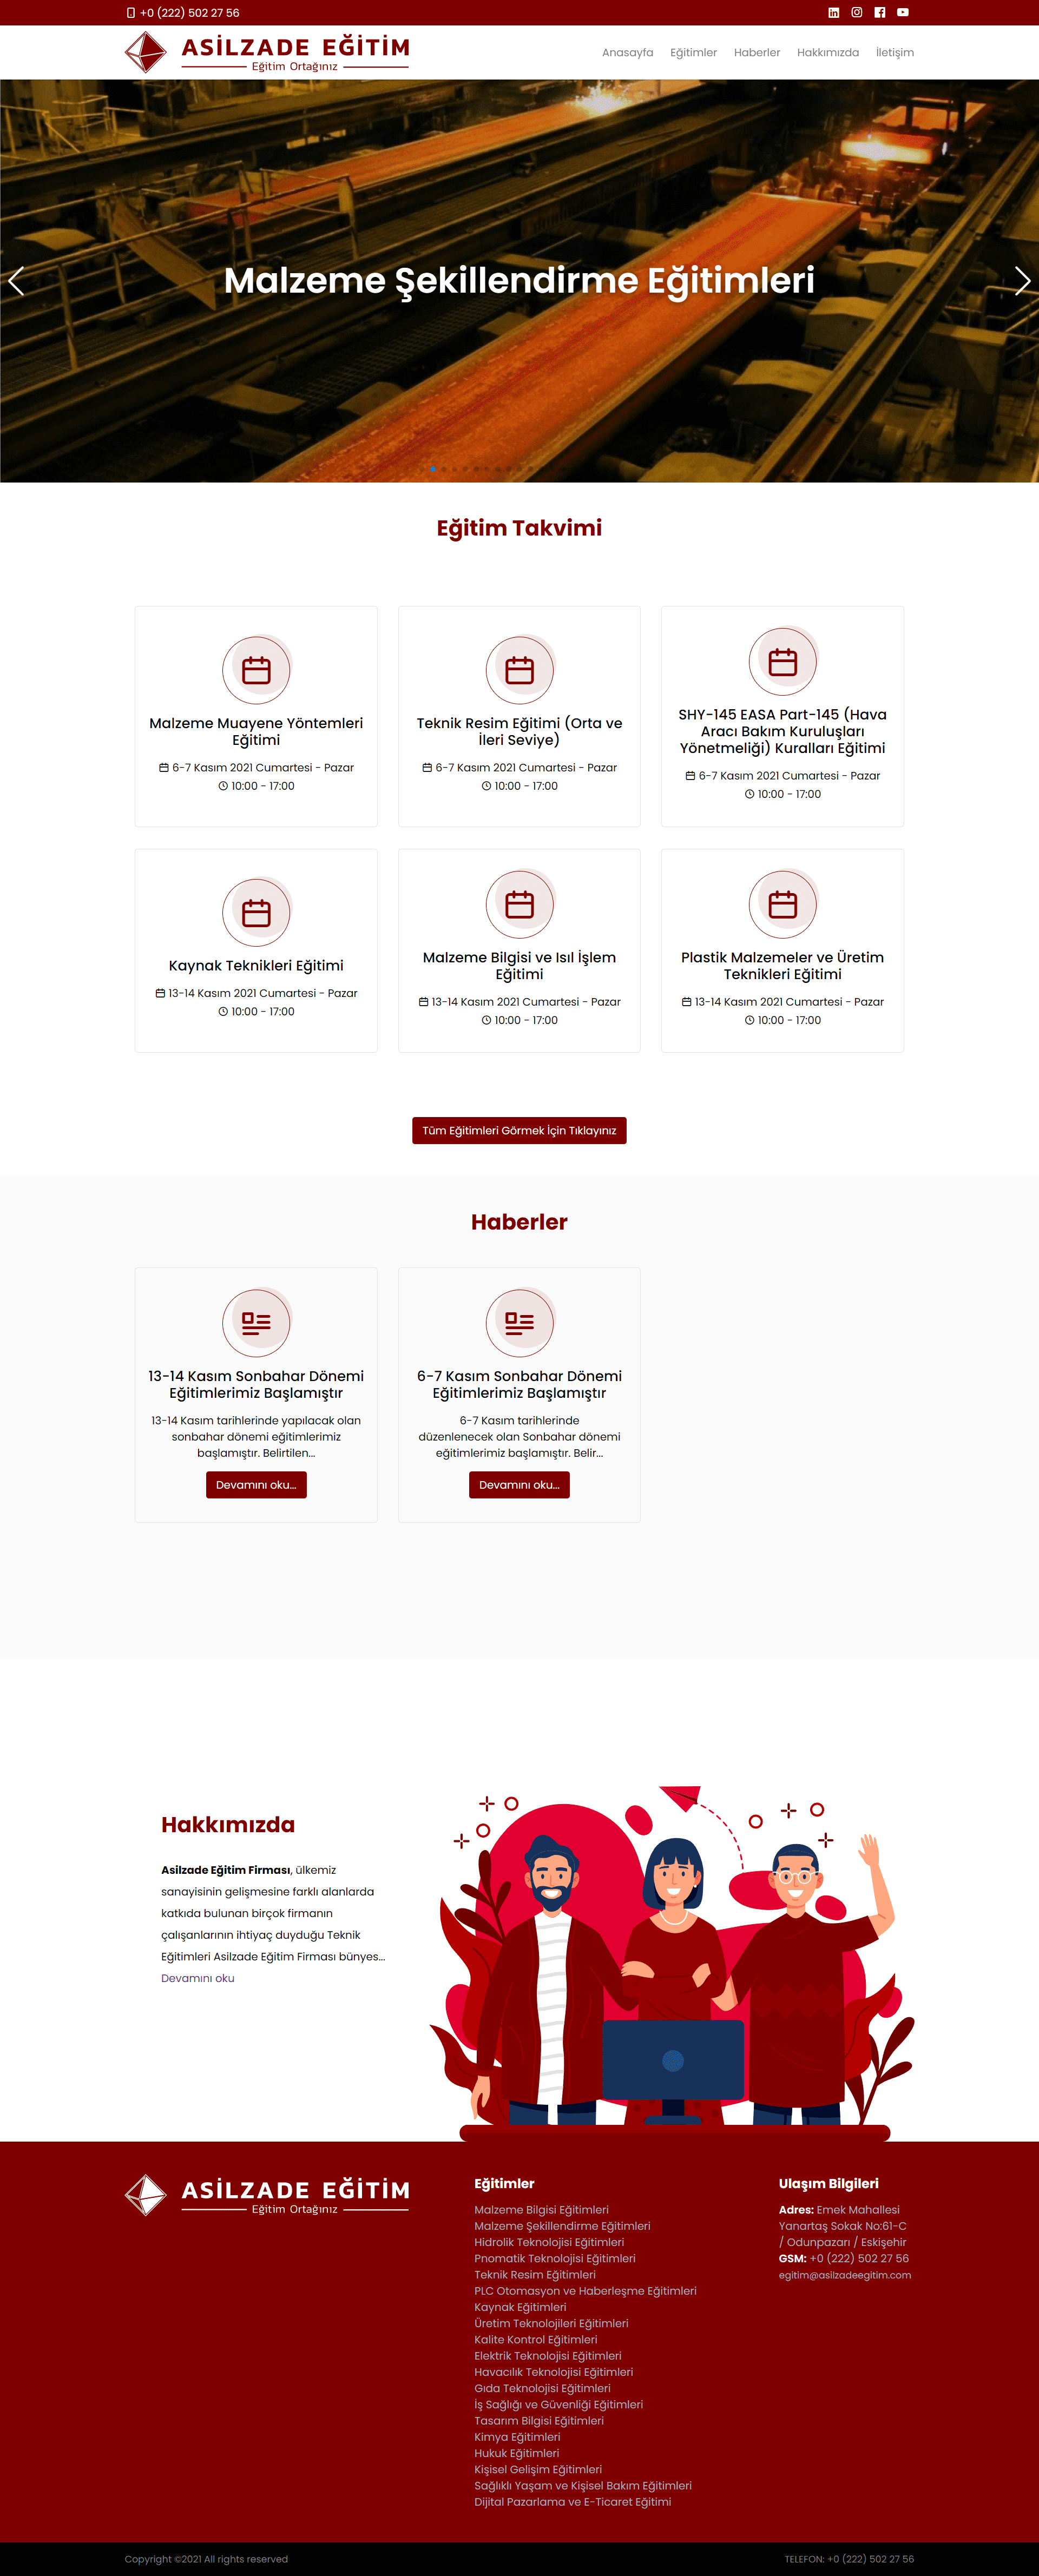 +0 (222) 502 27 56
ASİLZADE EĞİTİM
Eğitim Ortağınız
Anasayfa Eğitimler Haberler Hakkımızda İletişim
Malzeme Şekillendirme Eğitimleri
Eğitim Takvimi
Malzeme Muayene Yöntemleri
Eğitimi
6-7 Kasım 2021 Cumartesi - Pazar
10:00 - 17:00
Teknik Resim Eğitimi (Orta ve
İleri Seviye)
6-7 Kasım 2021 Cumartesi - Pazar
10:00 - 17:00
SHY-145 EASA Part-145 (Hava
Aracı Bakım Kuruluşları
Yönetmeliği) Kuralları Eğitimi
6-7 Kasım 2021 Cumartesi - Pazar
10:00 - 17:00
Kaynak Teknikleri Eğitimi
13-14 Kasım 2021 Cumartesi - Pazar
10:00 - 17:00
Malzeme Bilgisi ve Isıl İşlem
Eğitimi
13-14 Kasım 2021 Cumartesi - Pazar
10:00 - 17:00
Plastik Malzemeler ve Üretim
Teknikleri Eğitimi
13-14 Kasım 2021 Cumartesi - Pazar
10:00 - 17:00
Tüm Eğitimleri Görmek İçin Tıklayınız
Haberler
13-14 Kasım Sonbahar Dönemi
Eğitimlerimiz Başlamıştır
13-14 Kasım tarihlerinde yapılacak olan
sonbahar dönemi eğitimlerimiz
başlamıştır. Belirtilen...
Devamını oku...
6-7 Kasım Sonbahar Dönemi
Eğitimlerimiz Başlamıştır
6-7 Kasım tarihlerinde
düzenlenecek olan Sonbahar dönemi
eğitimlerimiz başlamıştır. Belir...
Devamını oku...
Hakkımızda
Asilzade Eğitim Firması, ülkemiz
sanayisinin gelişmesine farklı alanlarda
katkıda bulunan birçok firmanın
çalışanlarının ihtiyaç duyduğu Teknik
Eğitimleri Asilzade Eğitim Firması bünyes...
Devamını oku
ASİLZADE EĞİTİM
Eğitim Ortağınız
Eğitimler
Malzeme Bilgisi Eğitimleri
Malzeme Şekillendirme Eğitimleri
Hidrolik Teknolojisi Eğitimleri
Pnomatik Teknolojisi Eğitimleri
Teknik Resim Eğitimleri
PLC Otomasyon ve Haberleşme Eğitimleri
Kaynak Eğitimleri
Üretim Teknolojileri Eğitimleri
Kalite Kontrol Eğitimleri
Elektrik Teknolojisi Eğitimleri
Havacılık Teknolojisi Eğitimleri
Gıda Teknolojisi Eğitimleri
İş Sağlığı ve Güvenliği Eğitimleri
Tasarım Bilgisi Eğitimleri
Kimya Eğitimleri
Hukuk Eğitimleri
Kişisel Gelişim Eğitimleri
Sağlıklı Yaşam ve Kişisel Bakım Eğitimleri
Dijital Pazarlama ve E-Ticaret Eğitimi
Ulaşım Bilgileri
Adres: Emek Mahallesi
Yanartaş Sokak No:61-C
/ Odunpazarı / Eskişehir
GSM: +0 (222) 502 27 56
egitim@asilzadeegitim.com
Copyright ©2021 All rights reserved
TELEFON: +0 (222) 502 27 56